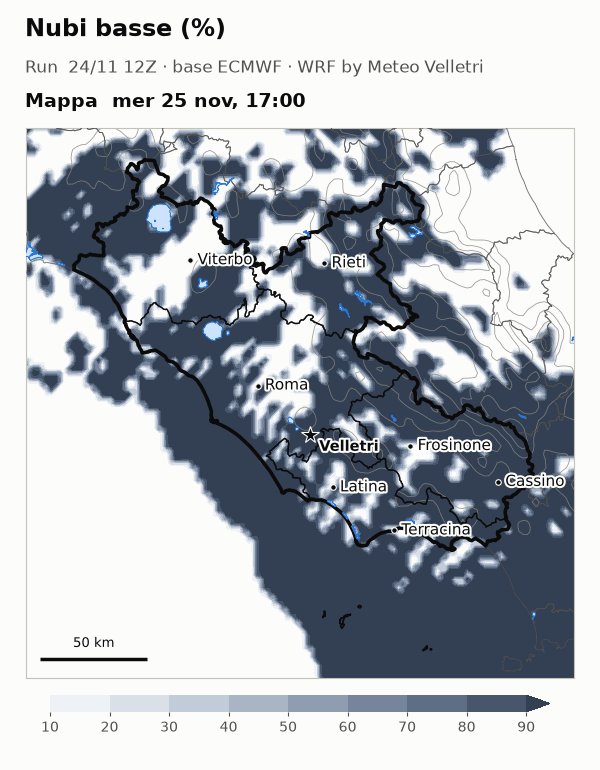 Nubi basse (%)
Run  24/11 12Z · base ECMWF · WRF by Meteo Velletri
Mappa  mer 25 nov, 17:00
Viterbo
Rieti
Roma
Velletri
Frosinone
Cassino
Latina
Terracina
50 km
10 20 30 40 50 60 70 80 90